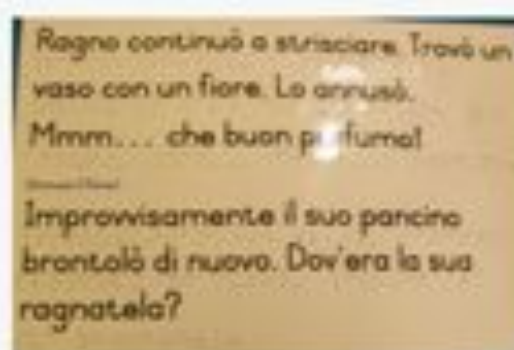 Ragno continuò a strisciare. Trovò un
vaso con un fiore. Lo annusò.
Mmm... che buon profumo!
Improvvisamente il suo pancino
brontolò di nuovo. Dov'era la sua
ragnatela?